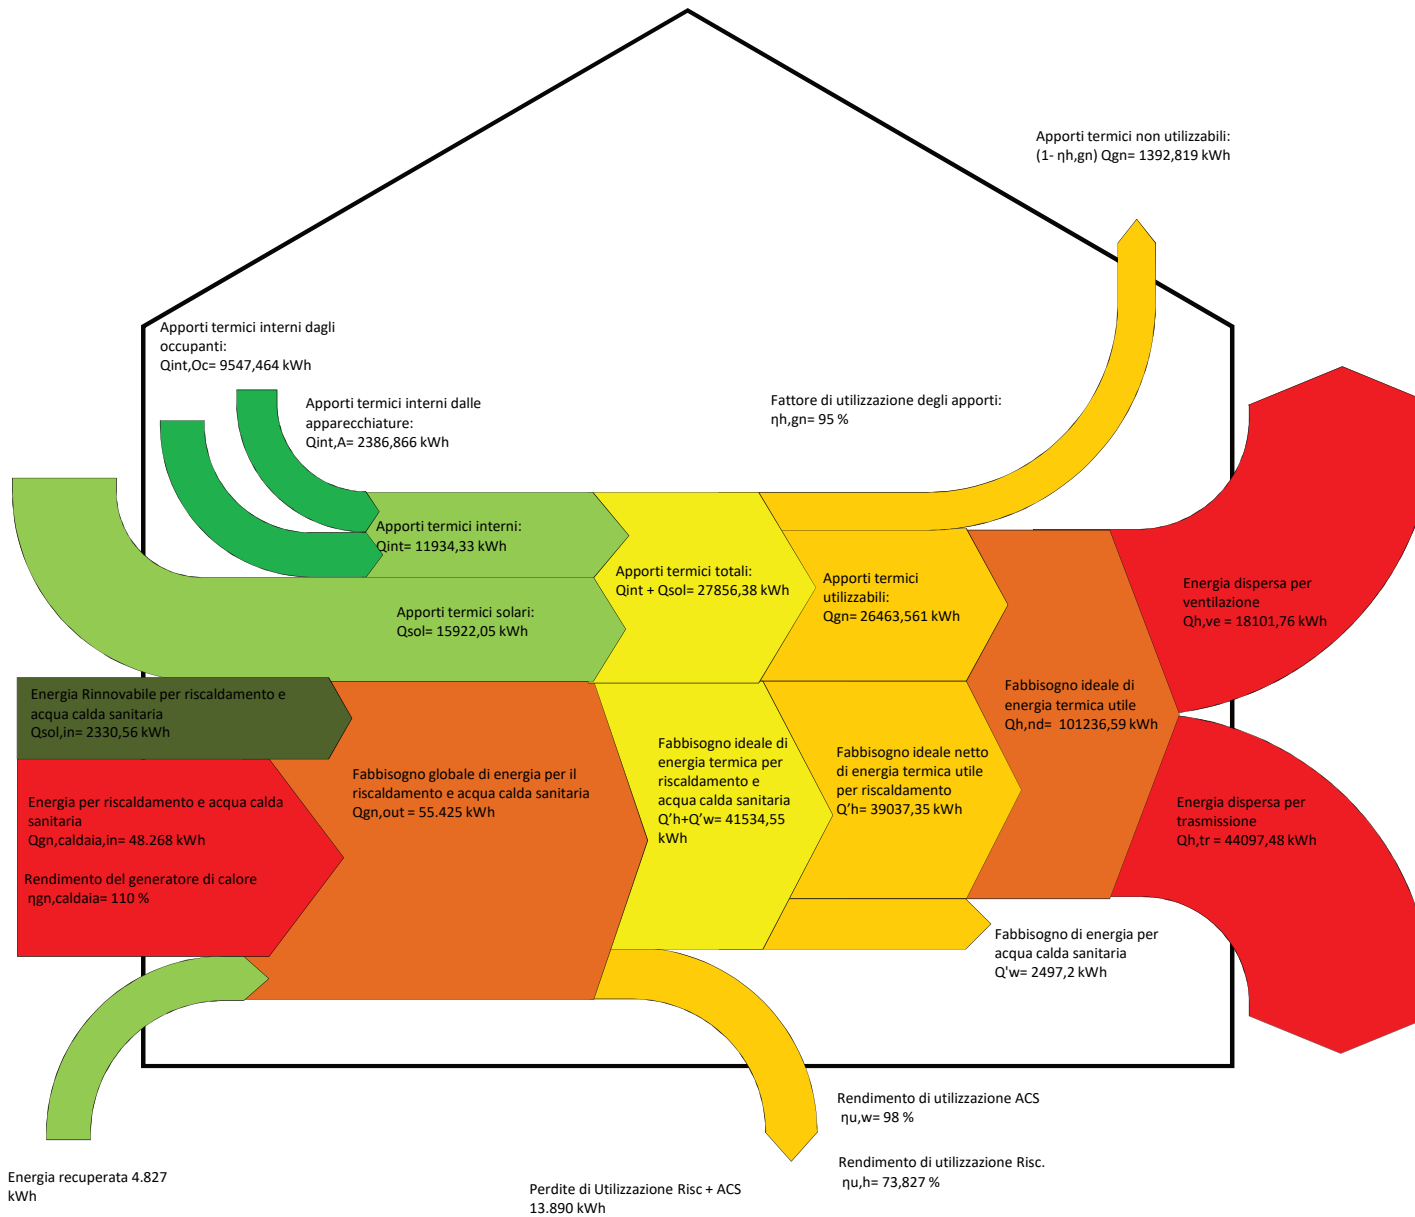 Apporti termici non utilizzabili:
(1- ηh,gn) Qgn= 1392,819 kWh
Apporti termici interni dagli
occupanti:
Qint,Oc= 9547,464 kWh
Apporti termici interni dalle
apparecchiature:
Qint,A= 2386,866 kWh
Fattore di utilizzazione degli apporti:
ηh,gn= 95 %
Apporti termici interni:
Qint= 11934,33 kWh
Apporti termici totali:
Qint + Qsol= 27856,38 kWh
Apporti termici
utilizzabili:
Qgn= 26463,561 kWh
Energia dispersa per
ventilazione
Qh,ve = 18101,76 kWh
Apporti termici solari:
Qsol= 15922,05 kWh
Energia Rinnovabile per riscaldamento e
acqua calda sanitaria
Qsol,in= 2330,56 kWh
Fabbisogno ideale di
energia termica utile
Qh,nd=  101236,59 kWh
Fabbisogno globale di energia per il
riscaldamento e acqua calda sanitaria
Qgn,out = 55.425 kWh
Fabbisogno ideale di
energia termica per
riscaldamento e
acqua calda sanitaria
Q’h+Q’w= 41534,55
kWh
Fabbisogno ideale netto
di energia termica utile
per riscaldamento
Q’h= 39037,35 kWh
Energia per riscaldamento e acqua calda
sanitaria
Qgn,caldaia,in= 48.268 kWh
Rendimento del generatore di calore
ηgn,caldaia= 110 %
Energia dispersa per
trasmissione
Qh,tr = 44097,48 kWh
Fabbisogno di energia per
acqua calda sanitaria
Q'w= 2497,2 kWh
Rendimento di utilizzazione ACS
ηu,w= 98 %
Rendimento di utilizzazione Risc.
ηu,h= 73,827 %
Energia recuperata 4.827
kWh
Perdite di Utilizzazione Risc + ACS
13.890 kWh